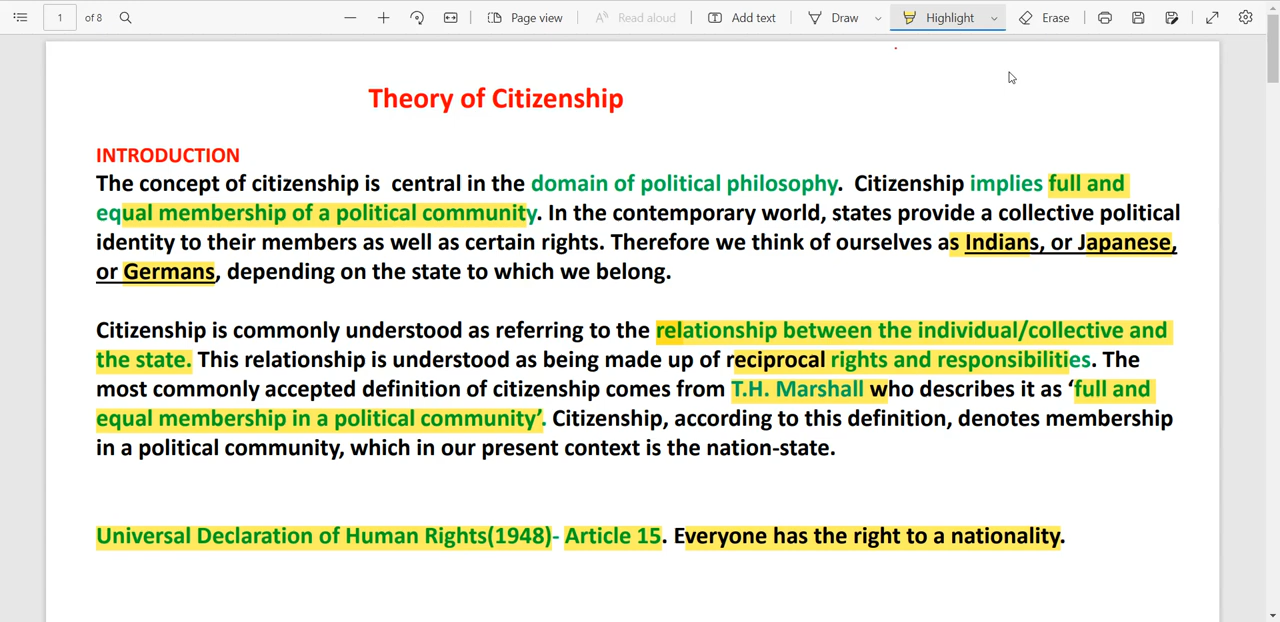 1 of 8 Page view Read aloud Add text Draw Highlight Erase
Theory of Citizenship
INTRODUCTION
The concept of citizenship is central in the domain of political philosophy. Citizenship implies full and
equal membership of a political community. In the contemporary world, states provide a collective political
identity to their members as well as certain rights. Therefore we think of ourselves as Indians, or Japanese,
or Germans, depending on the state to which we belong.
Citizenship is commonly understood as referring to the relationship between the individual/collective and
the state. This relationship is understood as being made up of reciprocal rights and responsibilities. The
most commonly accepted definition of citizenship comes from T.H. Marshall who describes it as ‘full and
equal membership in a political community’. Citizenship, according to this definition, denotes membership
in a political community, which in our present context is the nation-state.
Universal Declaration of Human Rights(1948)- Article 15. Everyone has the right to a nationality.